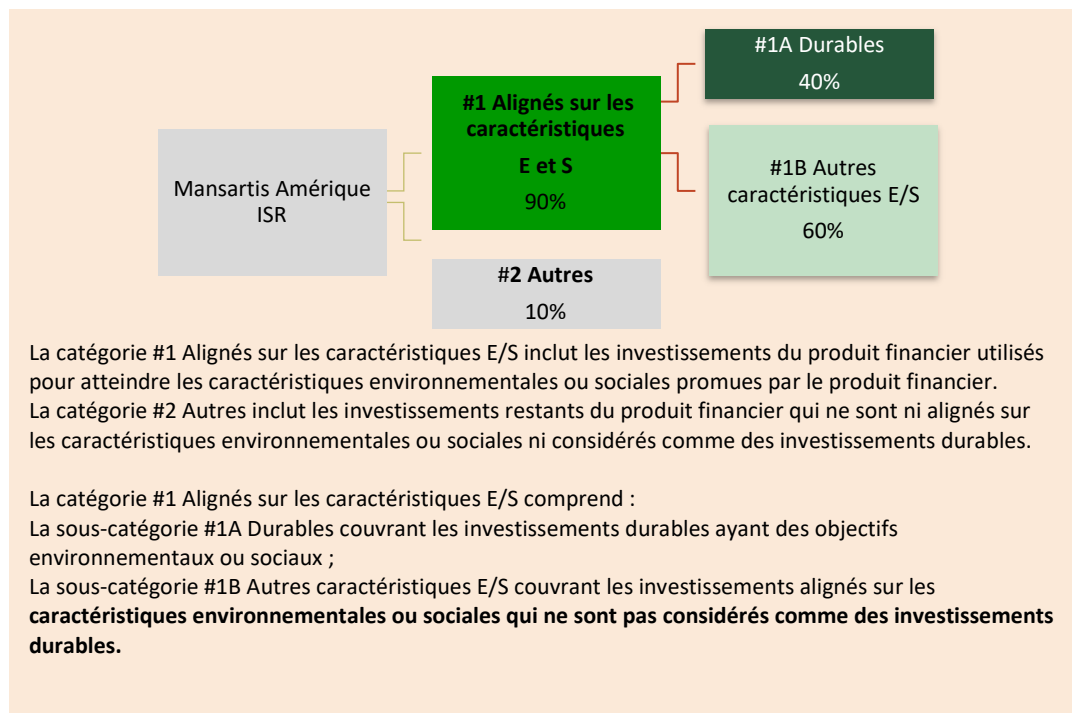 #1A Durables
40%
#1 Alignés sur les
caractéristiques
E et S
90%
Mansartis Amérique
ISR
#1B Autres
caractéristiques E/S
60%
#2 Autres
10%
La catégorie #1 Alignés sur les caractéristiques E/S inclut les investissements du produit financier utilisés
pour atteindre les caractéristiques environnementales ou sociales promues par le produit financier.
La catégorie #2 Autres inclut les investissements restants du produit financier qui ne sont ni alignés sur
les caractéristiques environnementales ou sociales ni considérés comme des investissements durables.
La catégorie #1 Alignés sur les caractéristiques E/S comprend :
La sous-catégorie #1A Durables couvrant les investissements durables ayant des objectifs
environnementaux ou sociaux ;
La sous-catégorie #1B Autres caractéristiques E/S couvrant les investissements alignés sur les
caractéristiques environnementales ou sociales qui ne sont pas considérés comme des investissements
durables.